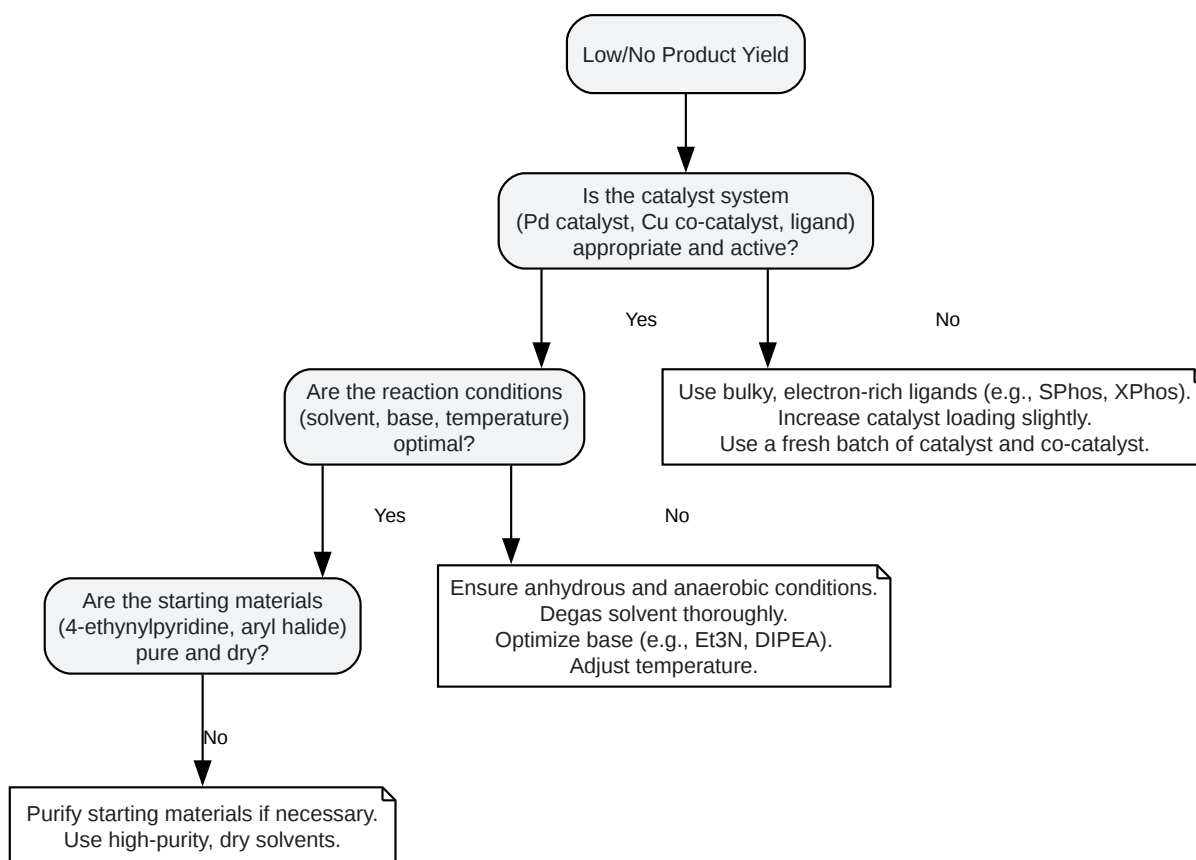 Low/No Product Yield
Is the catalyst system
(Pd catalyst, Cu co-catalyst, ligand)
appropriate and active?
Yes
No
Are the reaction conditions
(solvent, base, temperature)
optimal?
Use bulky, electron-rich ligands (e.g., SPhos, XPhos).
Increase catalyst loading slightly.
Use a fresh batch of catalyst and co-catalyst.
Yes
No
Are the starting materials
(4-ethynylpyridine, aryl halide)
pure and dry?
Ensure anhydrous and anaerobic conditions.
Degas solvent thoroughly.
Optimize base (e.g., Et3N, DIPEA).
Adjust temperature.
No
Purify starting materials if necessary.
Use high-purity, dry solvents.